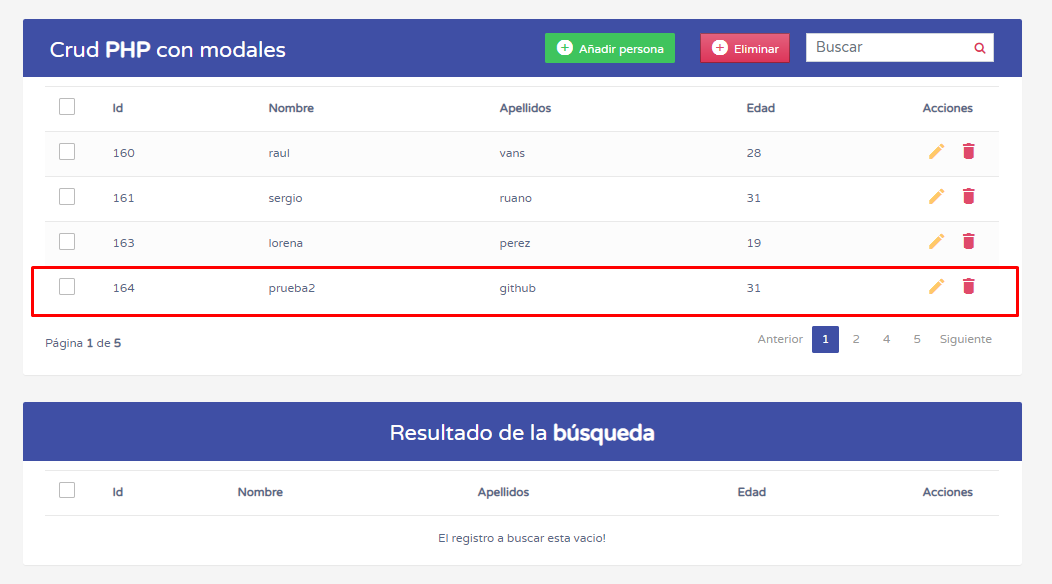 Crud PHP con modales Añadir persona Eliminar Buscar
Id Nombre Apellidos Edad Acciones
160 raul vans 28
161 sergio ruano 31
163 lorena perez 19
164 prueba2 github 31
Página 1 de 5 Anterior 1 2 4 5 Siguiente
Resultado de la búsqueda
Id Nombre Apellidos Edad Acciones
El registro a buscar esta vacio!